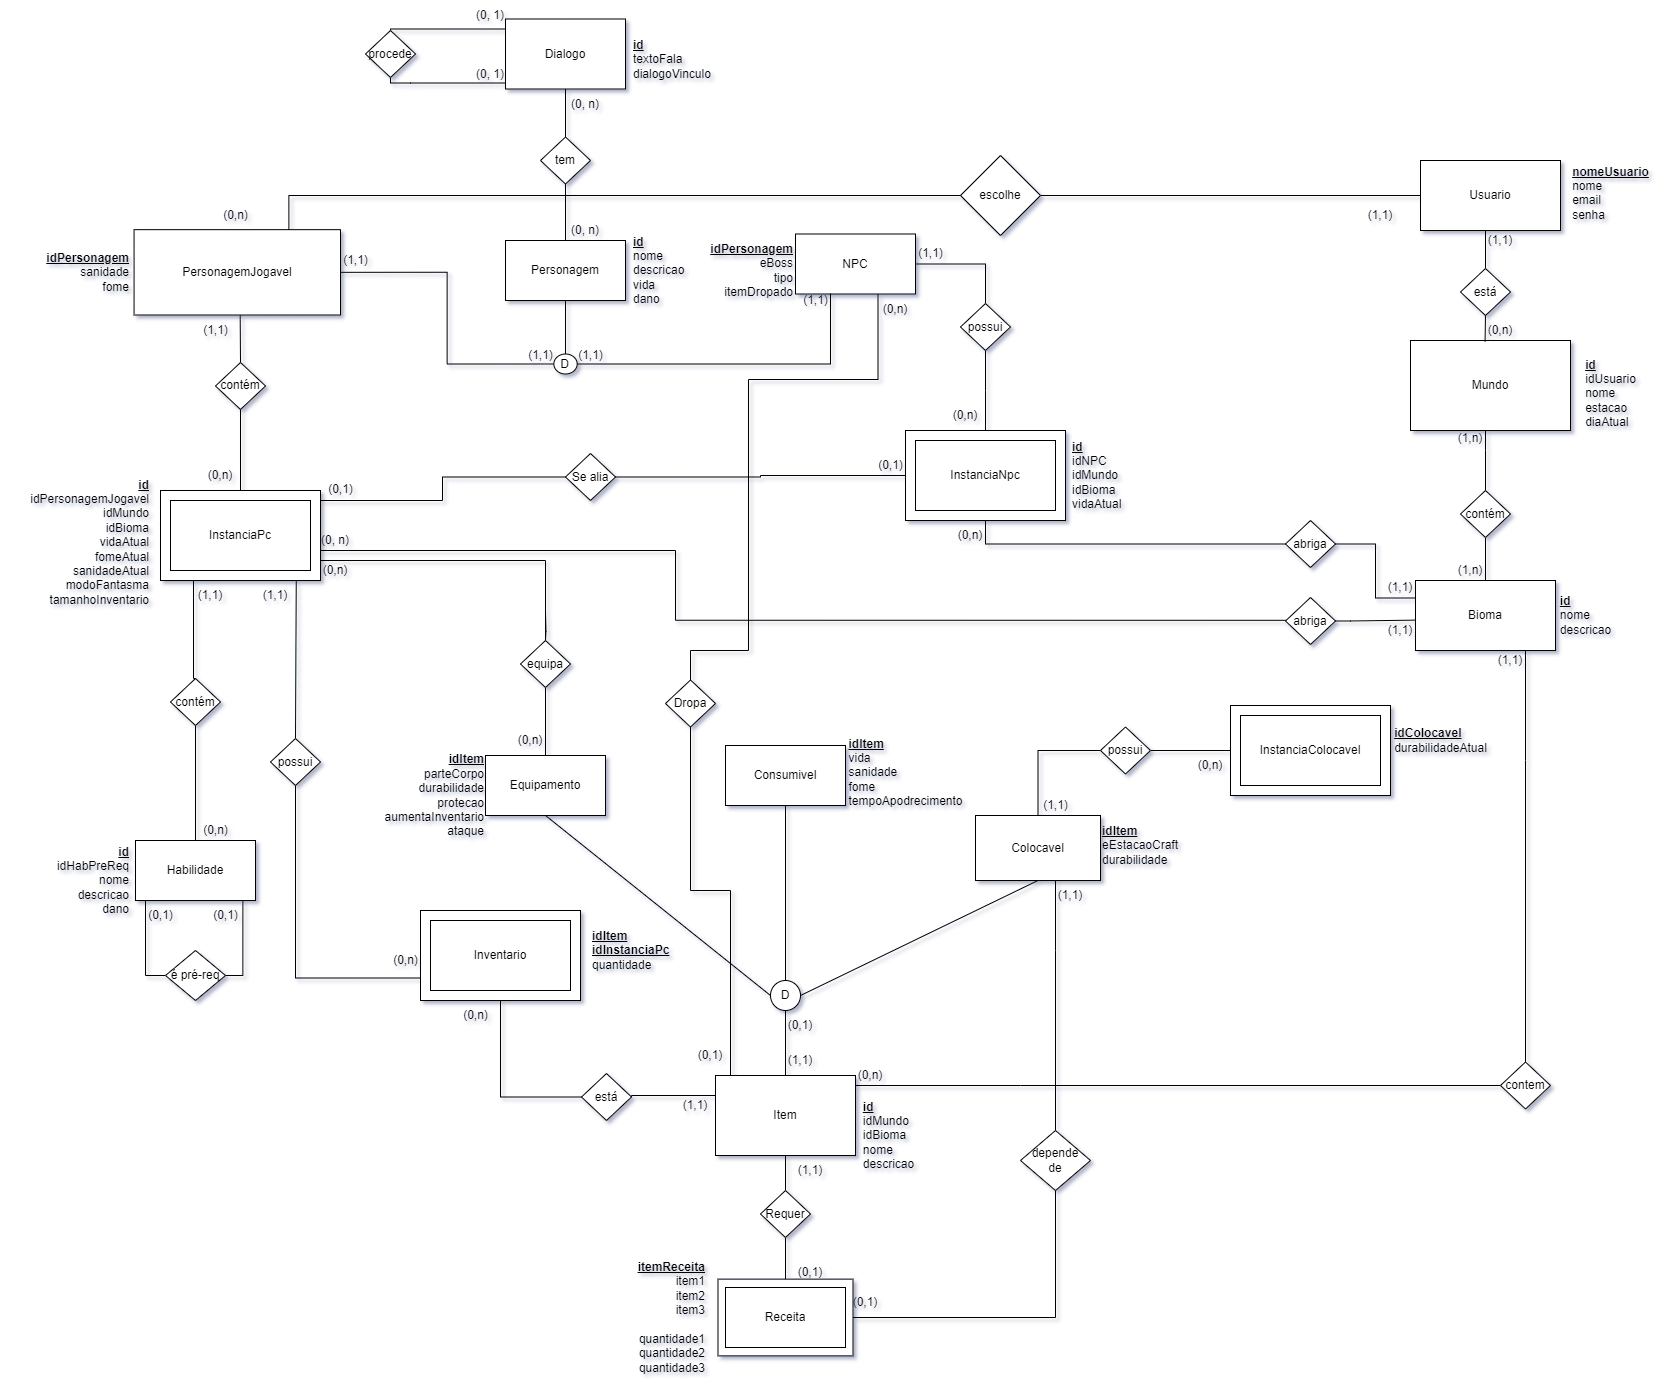 (0, 1)
procede
(0, 1)
Dialogo
id
textoFala
dialogoVinculo
(0, n)
tem
(0, n)
escolhe
(1,1)
Usuario
nomeUsuario
nome
email
senha
(0,n)
idPersonagem
sanidade
fome
PersonagemJogavel
(1,1)
(1,1)
Personagem
id
nome
descricao
vida
dano
(1,1)
D
(1,1)
idPersonagem
eBoss
tipo
itemDropado
(1,1)
NPC
(1,1)
(0,n)
possui
(0,n)
(1,1)
está
(0,n)
Mundo
id
idUsuario
nome
estacao
diaAtual
(1,n)
contém
(1,n)
contém
(0,n)
id
idPersonagemJogavel
idMundo
idBioma
vidaAtual
fomeAtual
sanidadeAtual
modoFantasma
tamanhoInventario
InstanciaPc
(0,1)
(0, n)
(0,n)
(1,1)
(1,1)
Se alia
(0,1)
InstanciaNpc
id
idNPC
idMundo
idBioma
vidaAtual
(0,n)
abriga
(1,1)
abriga
(1,1)
Bioma
id
nome
descricao
(1,1)
contém
(0,n)
possui
(0,n)
equipa
(0,n)
Dropa
(0,1)
idItem
parteCorpo
durabilidade
protecao
aumentaInventario
ataque
Equipamento
Consumivel
idItem
vida
sanidade
fome
tempoApodrecimento
possui
(0,n)
(1,1)
InstanciaColocavel
idColocavel
durabilidadeAtual
Colocavel
idItem
eEstacaoCraft
durabilidade
(1,1)
id
idHabPreReq
nome
descricao
dano
Habilidade
(0,1)
(0,1)
é pré-req
Inventário
idItem
idInstanciaPc
quantidade
(0,n)
está
(1,1)
D
(0,1)
(1,1)
(0,n)
contem
Item
id
idMundo
idBioma
nome
descricao
(1,1)
Requer
(0,1)
depende
de
(0,1)
itemReceita
item1
item2
item3
quantidade1
quantidade2
quantidade3
Receita